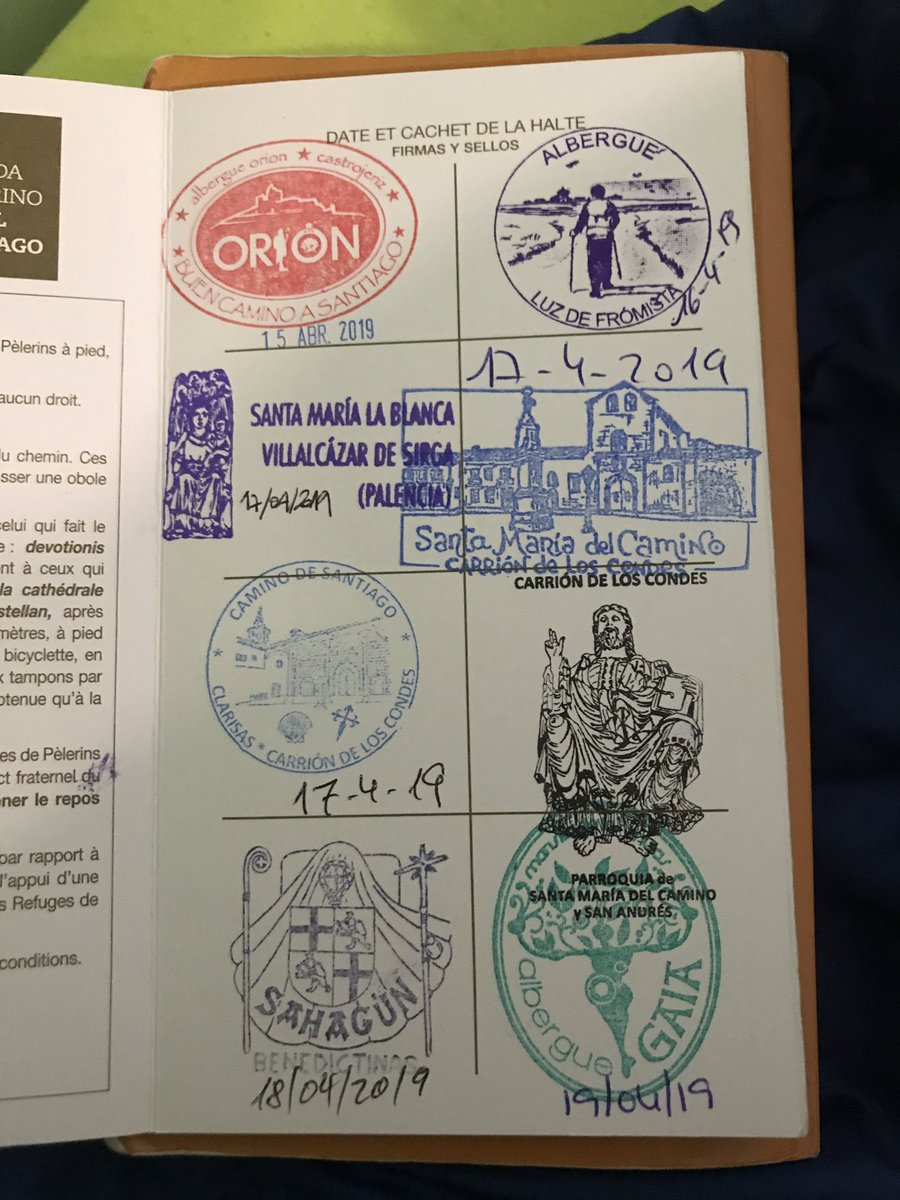 DA
RINO
L
AGO
Pèlerins à pied,
aucun droit.
u chemin. Ces
sser une obole
elui qui fait le
e : devotionis
nt à ceux qui
la cathédrale
stellan, après
mètres, à pied
bicyclette, en
x tampons par
otenue qu'à la
es de Pèlerins
ct fraternel du
ener le repos
par rapport à
l'appui d'une
s Refuges de
conditions.
DATE ET CACHET DE LA HALTE
FIRMAS Y SELLOS
albergue orion ★ castrojeriz
ORION
BUEN CAMINO A SANTIAGO
15 ABR. 2019
ALBERGUE
LUZ DE FRÓMISTA
16-4-19
SANTA MARÍA LA BLANCA
VILLALCÁZAR DE SIRGA
(PALENCIA)
17/04/2019
17-4-2019
Santa María del Camino
CARRIÓN DE LOS CONDES
CAMINO DE SANTIAGO
CLARISAS * CARRIÓN DE LOS CONDES
17-4-19
CARRIÓN DE LOS CONDES
PARROQUIA de
SANTA MARÍA DEL CAMINO
y SAN ANDRÉS
SAHAGÚN
BENEDICTINAS
18/04/2019
albergue
GAIA
19/04/19